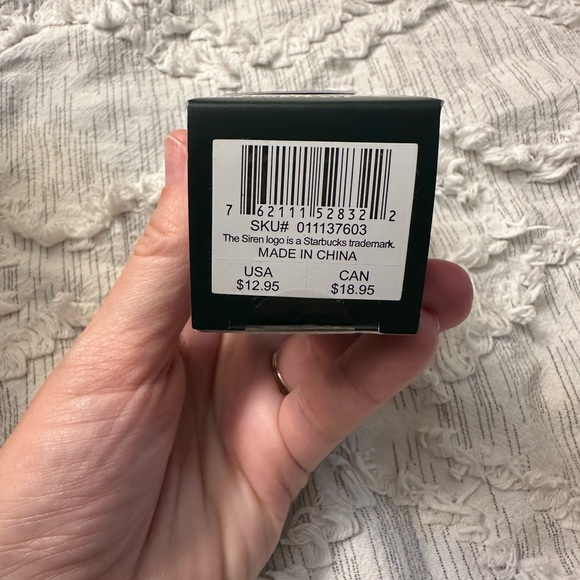 7 62111 52832 2
SKU# 011137603
The Siren logo is a Starbucks trademark.
MADE IN CHINA
USA CAN
$12.95 $18.95